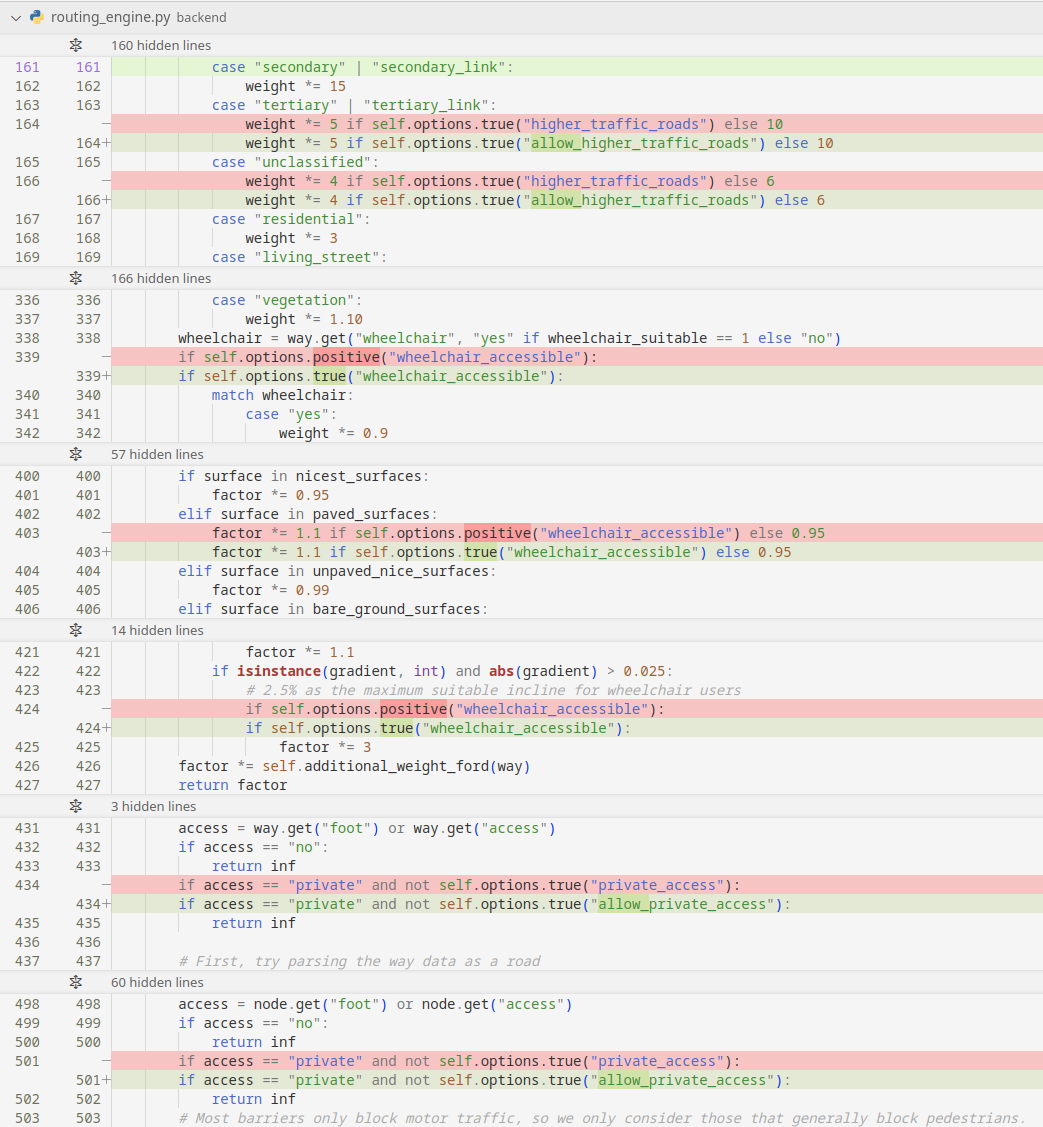 routing_engine.py backend
160 hidden lines
161 161 case "secondary" | "secondary_link":
162 162 weight *= 15
163 163 case "tertiary" | "tertiary_link":
164 — weight *= 5 if self.options.true("higher_traffic_roads") else 10
164+ weight *= 5 if self.options.true("allow_higher_traffic_roads") else 10
165 165 case "unclassified":
166 — weight *= 4 if self.options.true("higher_traffic_roads") else 6
166+ weight *= 4 if self.options.true("allow_higher_traffic_roads") else 6
167 167 case "residential":
168 168 weight *= 3
169 169 case "living_street":
166 hidden lines
336 336 case "vegetation":
337 337 weight *= 1.10
338 338 wheelchair = way.get("wheelchair", "yes" if wheelchair_suitable == 1 else "no")
339 — if self.options.positive("wheelchair_accessible"):
339+ if self.options.true("wheelchair_accessible"):
340 340 match wheelchair:
341 341 case "yes":
342 342 weight *= 0.9
57 hidden lines
400 400 if surface in nicest_surfaces:
401 401 factor *= 0.95
402 402 elif surface in paved_surfaces:
403 — factor *= 1.1 if self.options.positive("wheelchair_accessible") else 0.95
403+ factor *= 1.1 if self.options.true("wheelchair_accessible") else 0.95
404 404 elif surface in unpaved_nice_surfaces:
405 405 factor *= 0.99
406 406 elif surface in bare_ground_surfaces:
14 hidden lines
421 421 factor *= 1.1
422 422 if isinstance(gradient, int) and abs(gradient) > 0.025:
423 423 # 2.5% as the maximum suitable incline for wheelchair users
424 — if self.options.positive("wheelchair_accessible"):
424+ if self.options.true("wheelchair_accessible"):
425 425 factor *= 3
426 426 factor *= self.additional_weight_ford(way)
427 427 return factor
3 hidden lines
431 431 access = way.get("foot") or way.get("access")
432 432 if access == "no":
433 433 return inf
434 — if access == "private" and not self.options.true("private_access"):
434+ if access == "private" and not self.options.true("allow_private_access"):
435 435 return inf
436 436
437 437 # First, try parsing the way data as a road
60 hidden lines
498 498 access = node.get("foot") or node.get("access")
499 499 if access == "no":
500 500 return inf
501 — if access == "private" and not self.options.true("private_access"):
501+ if access == "private" and not self.options.true("allow_private_access"):
502 502 return inf
503 503 # Most barriers only block motor traffic, so we only consider those that generally block pedestrians.